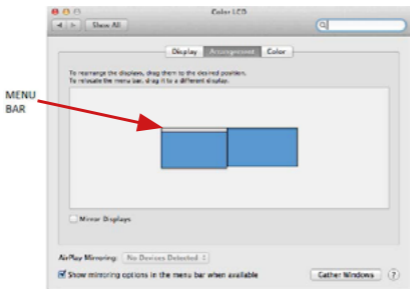 Color LCD
Show All
Display Arrangement Color
To rearrange the displays, drag them to the desired position.
To relocate the menu bar, drag it to a different display.
MENU
BAR
Mirror Displays
AirPlay Mirroring: No Devices Detected
Show mirroring options in the menu bar when available
Gather Windows ?